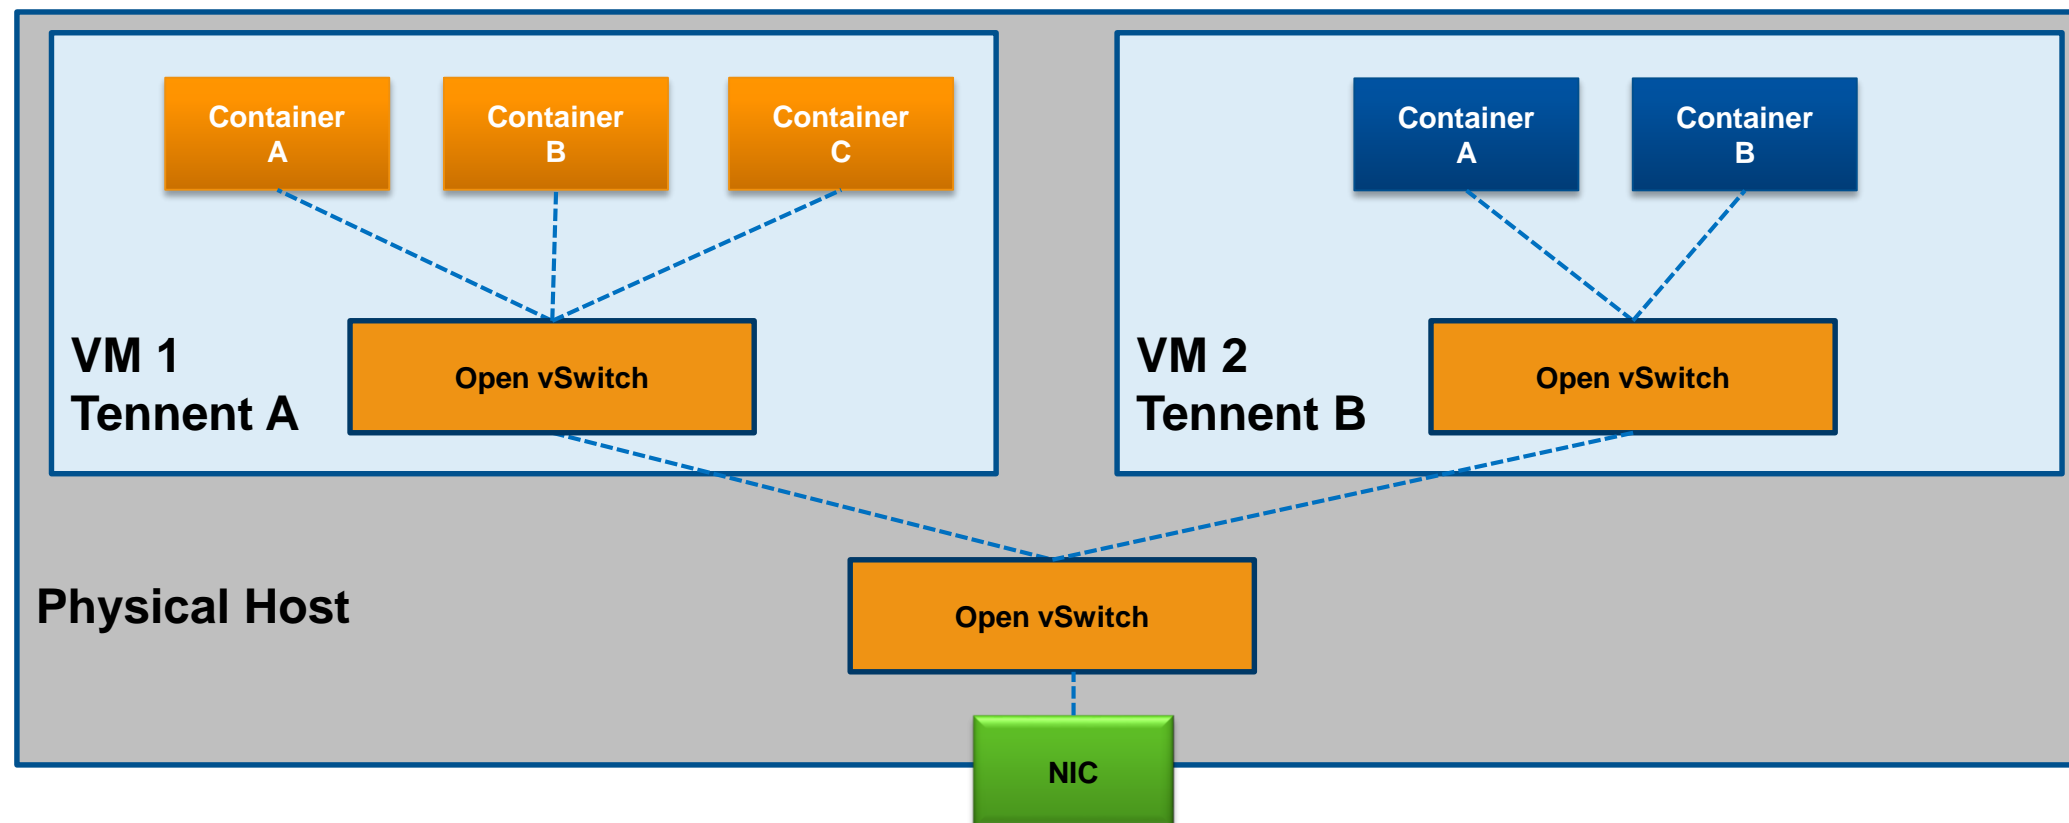 Container
A
Container
B
Container
C
Open vSwitch
VM 1
Tennent A
Container
A
Container
B
Open vSwitch
VM 2
Tennent B
Physical Host
Open vSwitch
NIC